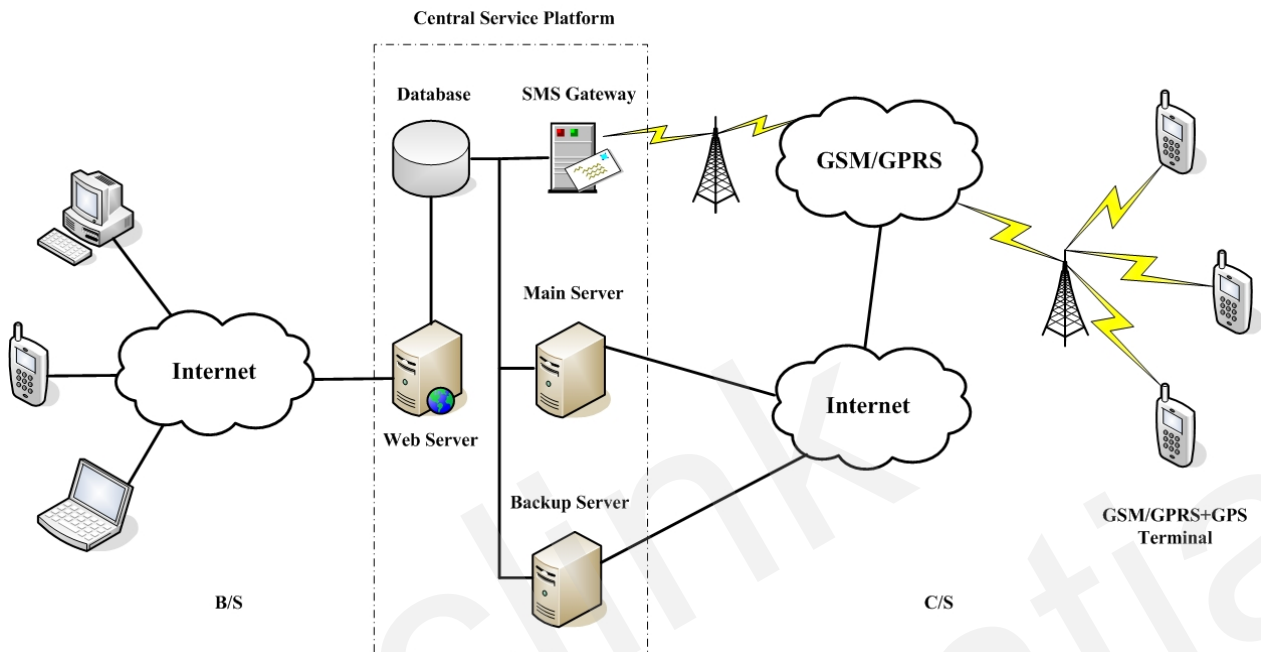 Central Service Platform
Database
SMS Gateway
GSM/GPRS
Main Server
Internet
Internet
Web Server
Backup Server
GSM/GPRS+GPS
Terminal
B/S
C/S